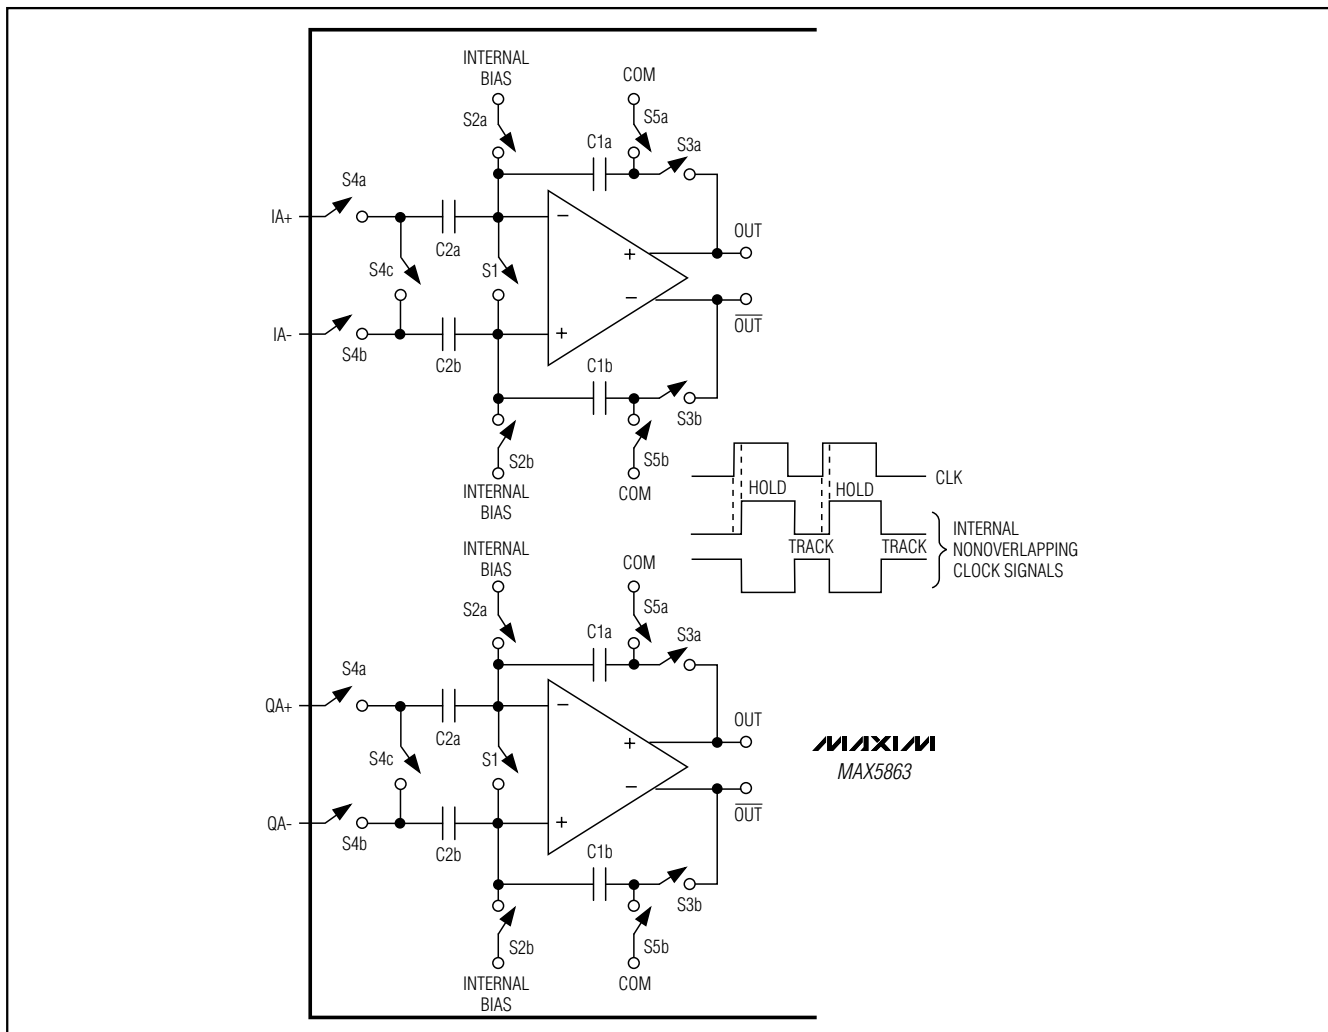 INTERNAL
BIAS
COM
S2a
S5a
C1a
S3a
S4a
IA+
−
C2a
OUT
+
S4c
S1
−
OUT
IA-
+
S4b
C2b
C1b
S3b
S2b
S5b
INTERNAL
BIAS
COM
CLK
HOLD
HOLD
TRACK
TRACK
INTERNAL
NONOVERLAPPING
CLOCK SIGNALS
INTERNAL
BIAS
COM
S2a
S5a
C1a
S3a
S4a
QA+
−
C2a
OUT
+
S4c
S1
−
OUT
QA-
+
S4b
C2b
C1b
S3b
S2b
S5b
INTERNAL
BIAS
COM
MAXIM
MAX5863